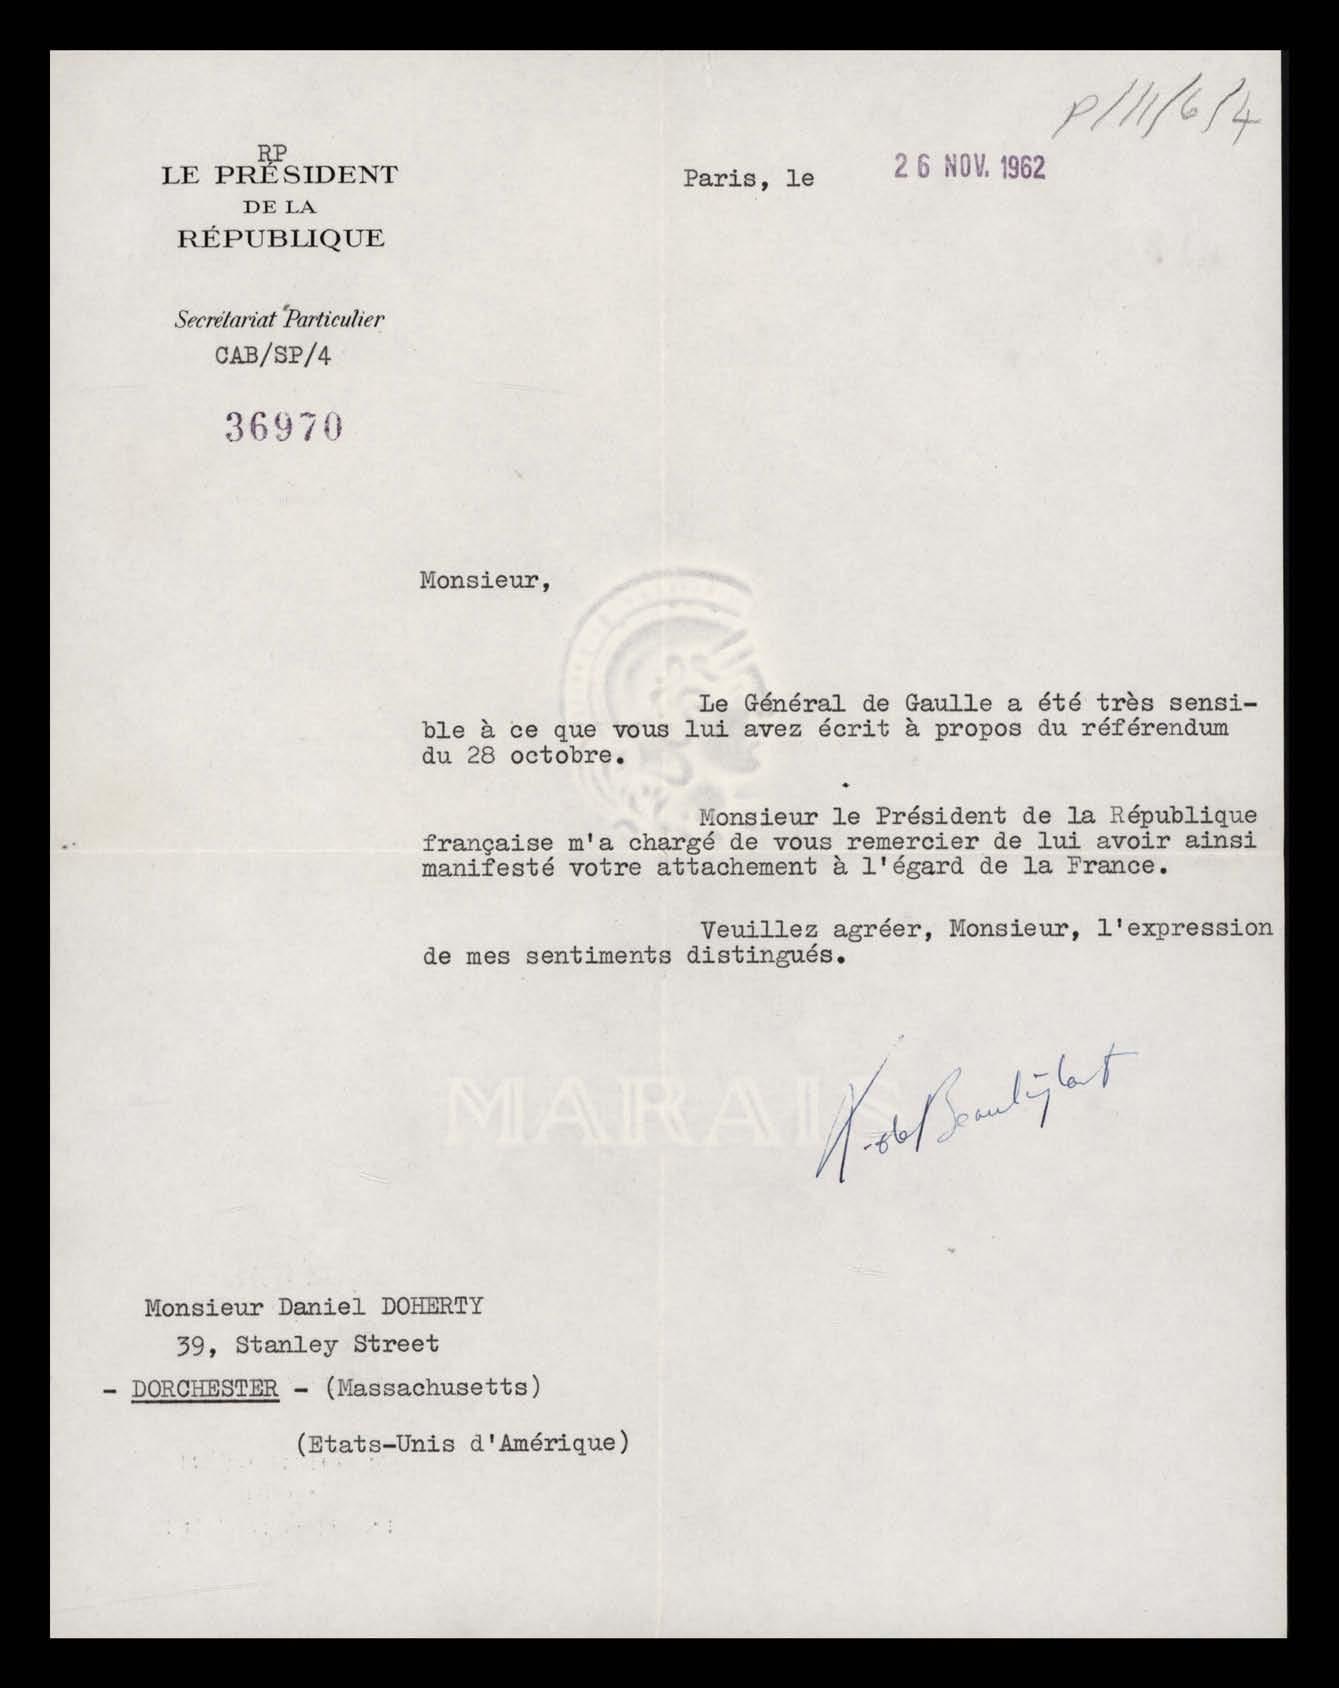 P/11/6/4
RP
LE PRÉSIDENT
DE LA
RÉPUBLIQUE
Paris, le 26 NOV. 1962
Secrétariat Particulier
CAB/SP/4
36970
Monsieur,
Le Général de Gaulle a été très sensi-
ble à ce que vous lui avez écrit à propos du référendum
du 28 octobre.
Monsieur le Président de la République
française m'a chargé de vous remercier de lui avoir ainsi
manifesté votre attachement à l'égard de la France.
Veuillez agréer, Monsieur, l'expression
de mes sentiments distingués.
MARAIS
Monsieur Daniel DOHERTY
39, Stanley Street
- DORCHESTER - (Massachusetts)
(Etats-Unis d'Amérique)